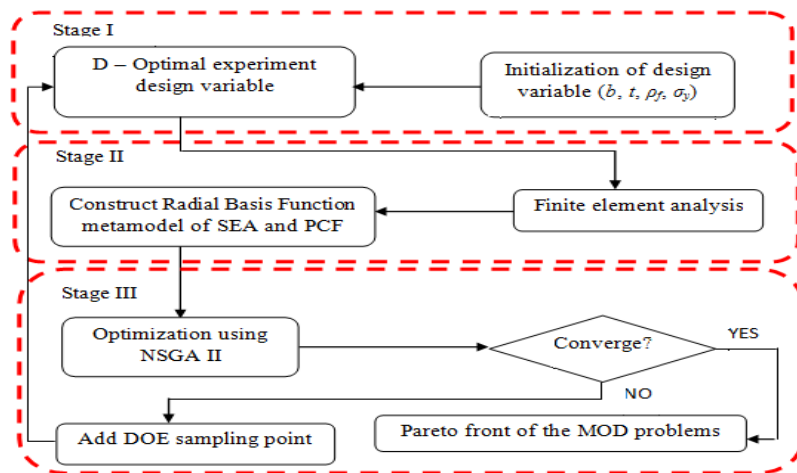 Stage I
D – Optimal experiment
design variable
Initialization of design
variable (b, t, ρf, σy)
Stage II
Construct Radial Basis Function
metamodel of SEA and PCF
Finite element analysis
Stage III
Optimization using
NSGA II
Converge?
YES
NO
Add DOE sampling point
Pareto front of the MOD problems